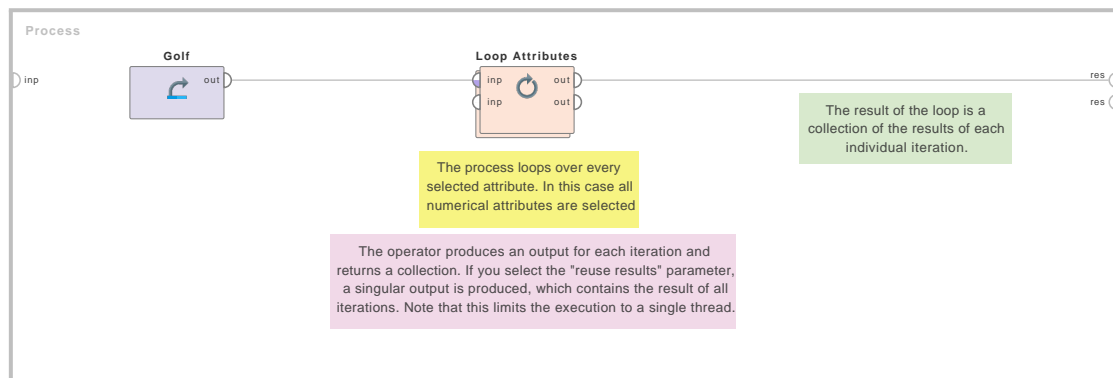 Process
Golf
Loop Attributes
inp
out
inp
out
inp
out
res
res
The result of the loop is a
collection of the results of each
individual iteration.
The process loops over every
selected attribute. In this case all
numerical attributes are selected
The operator produces an output for each iteration and
returns a collection. If you select the "reuse results" parameter,
a singular output is produced, which contains the result of all
iterations. Note that this limits the execution to a single thread.